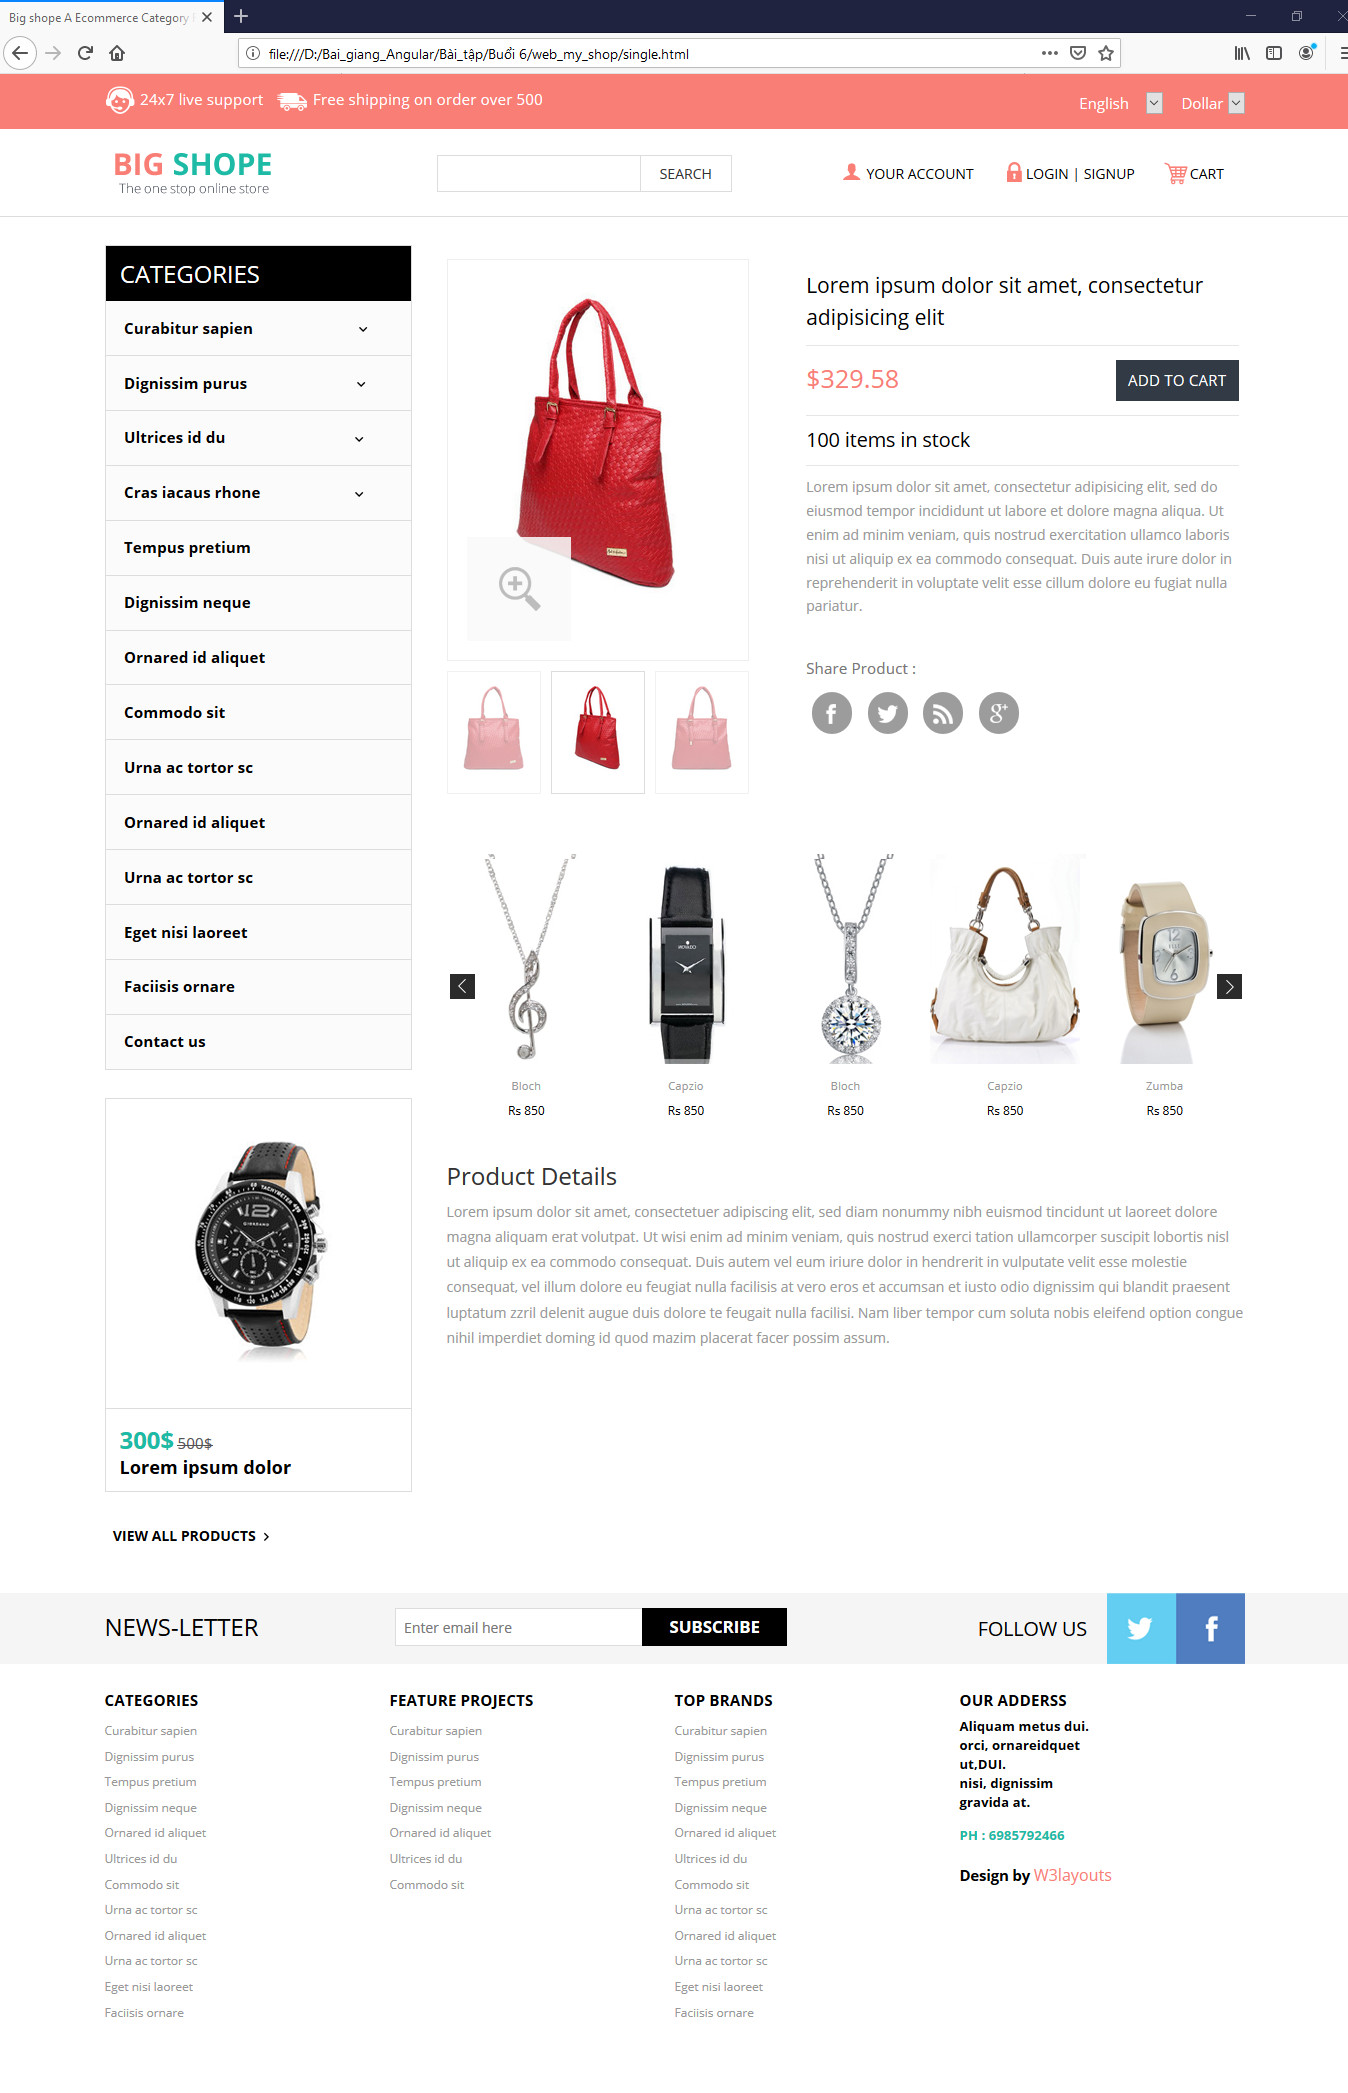 Big shope A Ecommerce Category
file:///D:/Bai_giang_Angular/Bài_tập/Buổi 6/web_my_shop/single.html
24x7 live support
Free shipping on order over 500
English
Dollar
BIG SHOPE
The one stop online store
SEARCH
YOUR ACCOUNT
LOGIN | SIGNUP
CART
CATEGORIES
Curabitur sapien
Dignissim purus
Ultrices id du
Cras iacaus rhone
Tempus pretium
Dignissim neque
Ornared id aliquet
Commodo sit
Urna ac tortor sc
Ornared id aliquet
Urna ac tortor sc
Eget nisi laoreet
Faciisis ornare
Contact us
Lorem ipsum dolor sit amet, consectetur
adipisicing elit
$329.58
ADD TO CART
100 items in stock
Lorem ipsum dolor sit amet, consectetur adipisicing elit, sed do
eiusmod tempor incididunt ut labore et dolore magna aliqua. Ut
enim ad minim veniam, quis nostrud exercitation ullamco laboris
nisi ut aliquip ex ea commodo consequat. Duis aute irure dolor in
reprehenderit in voluptate velit esse cillum dolore eu fugiat nulla
pariatur.
Share Product :
Bloch
Rs 850
Capzio
Rs 850
Bloch
Rs 850
Capzio
Rs 850
Zumba
Rs 850
Product Details
Lorem ipsum dolor sit amet, consectetuer adipiscing elit, sed diam nonummy nibh euismod tincidunt ut laoreet dolore
magna aliquam erat volutpat. Ut wisi enim ad minim veniam, quis nostrud exerci tation ullamcorper suscipit lobortis nisl
ut aliquip ex ea commodo consequat. Duis autem vel eum iriure dolor in hendrerit in vulputate velit esse molestie
consequat, vel illum dolore eu feugiat nulla facilisis at vero eros et accumsan et iusto odio dignissim qui blandit praesent
luptatum zzril delenit augue duis dolore te feugait nulla facilisi. Nam liber tempor cum soluta nobis eleifend option congue
nihil imperdiet doming id quod mazim placerat facer possim assum.
TACHYMETER
GIORDANO
300$ 500$
Lorem ipsum dolor
VIEW ALL PRODUCTS
NEWS-LETTER
Enter email here
SUBSCRIBE
FOLLOW US
CATEGORIES
Curabitur sapien
Dignissim purus
Tempus pretium
Dignissim neque
Ornared id aliquet
Ultrices id du
Commodo sit
Urna ac tortor sc
Ornared id aliquet
Urna ac tortor sc
Eget nisi laoreet
Faciisis ornare
FEATURE PROJECTS
Curabitur sapien
Dignissim purus
Tempus pretium
Dignissim neque
Ornared id aliquet
Ultrices id du
Commodo sit
TOP BRANDS
Curabitur sapien
Dignissim purus
Tempus pretium
Dignissim neque
Ornared id aliquet
Ultrices id du
Commodo sit
Urna ac tortor sc
Ornared id aliquet
Urna ac tortor sc
Eget nisi laoreet
Faciisis ornare
OUR ADDERSS
Aliquam metus dui.
orci, ornareidquet
ut,DUI.
nisi, dignissim
gravida at.
PH : 6985792466
Design by W3layouts